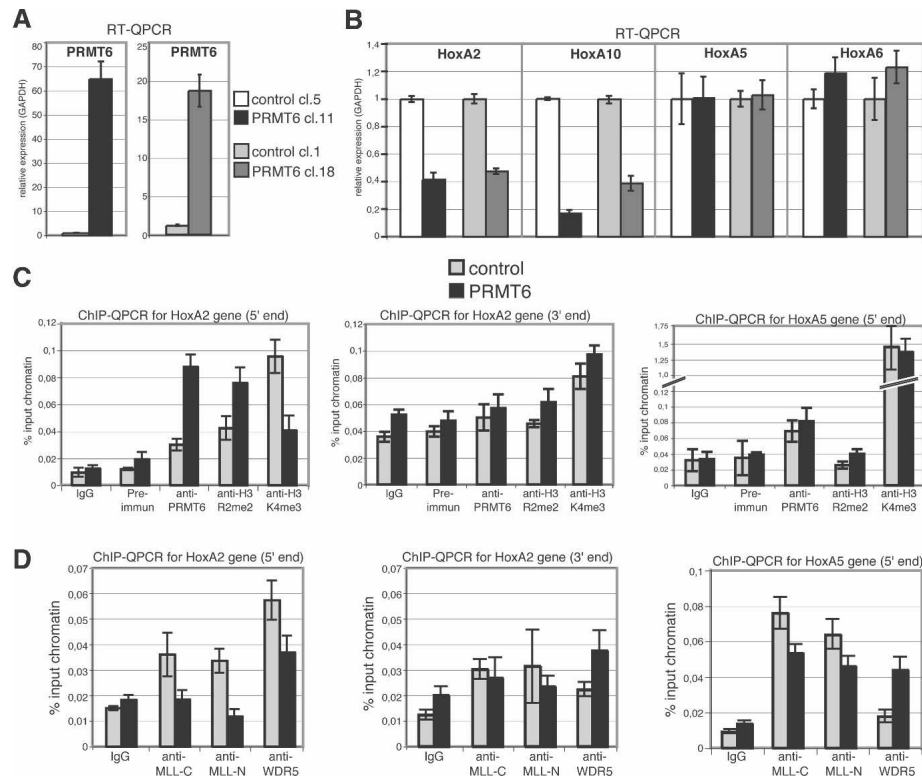 A
RT-QPCR
PRMT6
PRMT6
relative expression (GAPDH)
80
70
60
50
40
30
20
10
0
25
20
15
10
5
0
control cl.5
PRMT6 cl.11
control cl.1
PRMT6 cl.18
B
RT-QPCR
HoxA2
HoxA10
HoxA5
HoxA6
relative expression (GAPDH)
1,4
1,2
1,0
0,8
0,6
0,4
0,2
0
control
PRMT6
C
ChIP-QPCR for HoxA2 gene (5' end)
% input chromatin
0,12
0,1
0,08
0,06
0,04
0,02
0
IgG
Pre-
immun
anti-
PRMT6
anti-H3
R2me2
anti-H3
K4me3
ChIP-QPCR for HoxA2 gene (3' end)
% input chromatin
0,12
0,1
0,08
0,06
0,04
0,02
0
IgG
Pre-
immun
anti-
PRMT6
anti-H3
R2me2
anti-H3
K4me3
ChIP-QPCR for HoxA5 gene (5' end)
% input chromatin
1,75
1,5
1,25
1,0
0,1
0,08
0,06
0,04
0,02
0
IgG
Pre-
immun
anti-
PRMT6
anti-H3
R2me2
anti-H3
K4me3
D
ChIP-QPCR for HoxA2 gene (5' end)
% input chromatin
0,07
0,06
0,05
0,04
0,03
0,02
0,01
0
IgG
anti-
MLL-C
anti-
MLL-N
anti-
WDR5
ChIP-QPCR for HoxA2 gene (3' end)
% input chromatin
0,07
0,06
0,05
0,04
0,03
0,02
0,01
IgG
anti-
MLL-C
anti-
MLL-N
anti-
WDR5
ChIP-QPCR for HoxA5 gene (5' end)
% input chromatin
0,1
0,08
0,06
0,04
0,02
0
IgG
anti-
MLL-C
anti-
MLL-N
anti-
WDR5